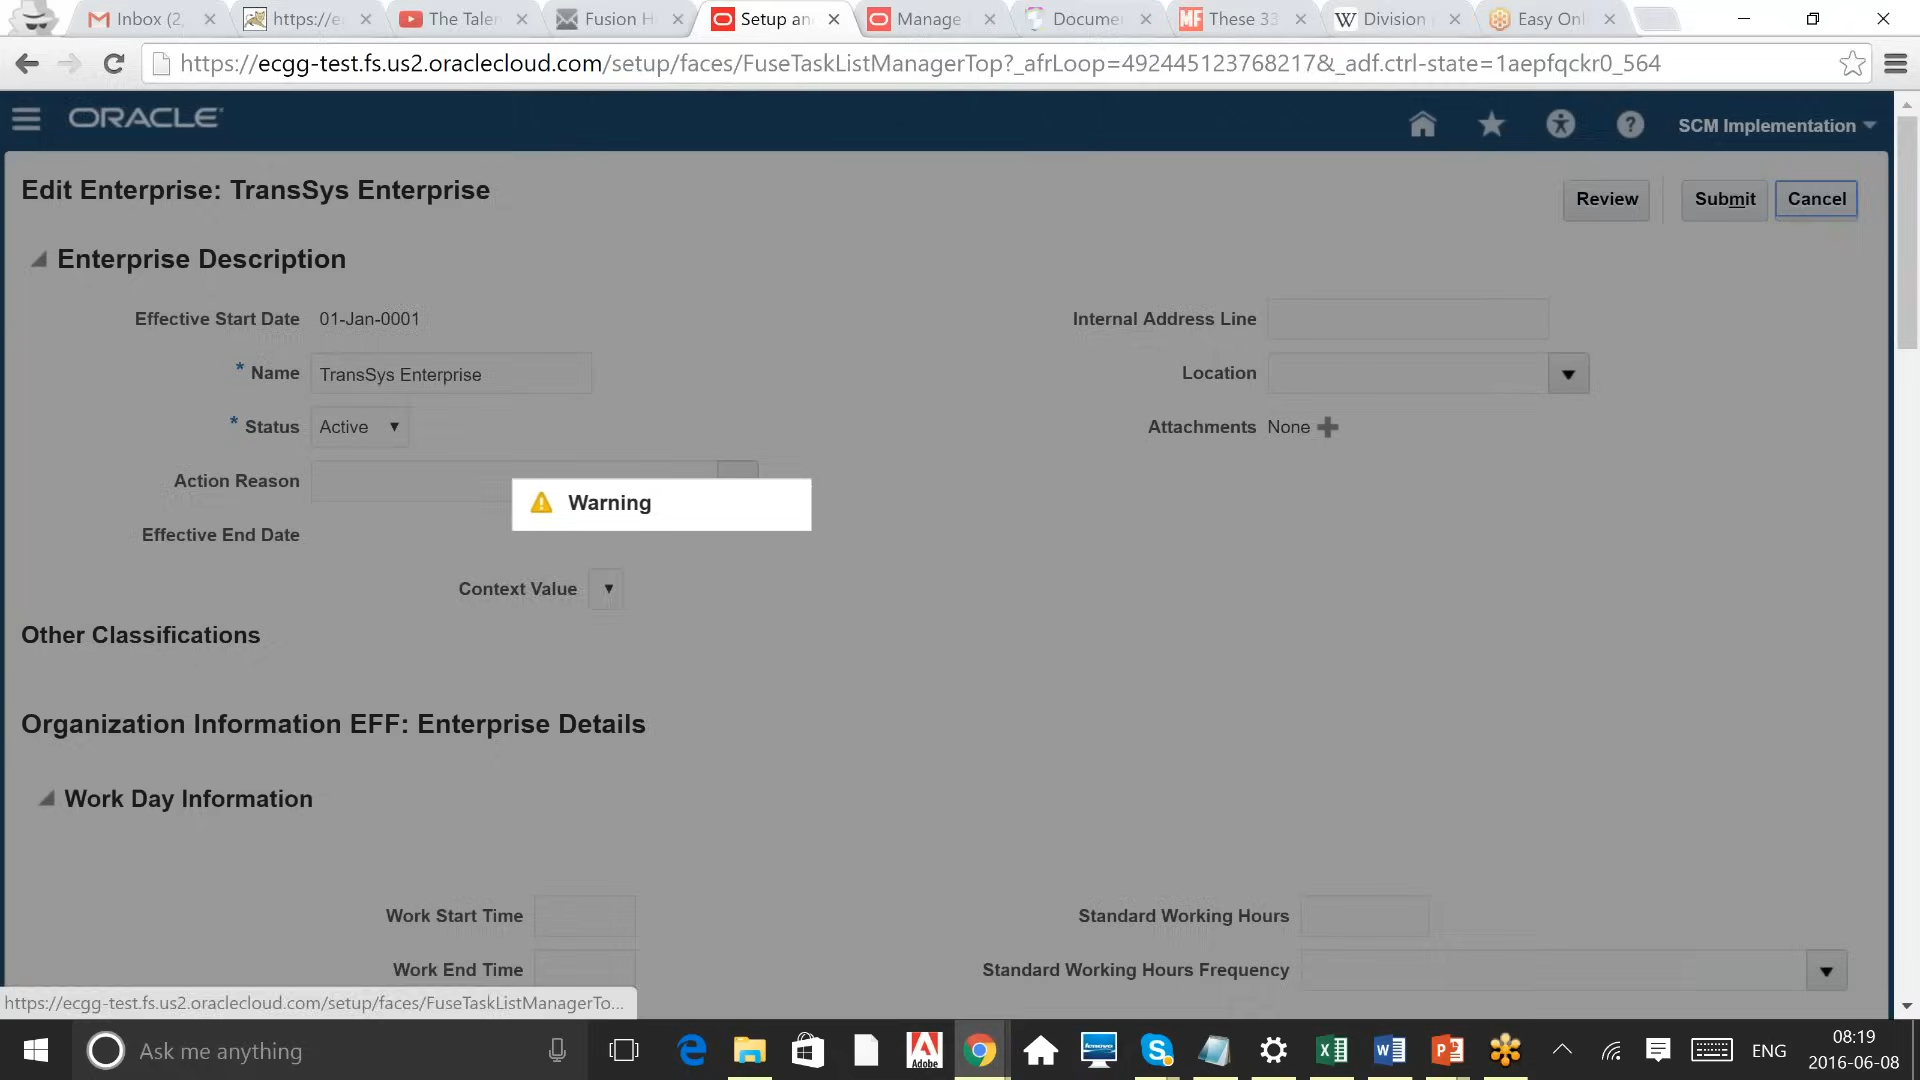 Inbox (2,
https://e
The Taler
Fusion H
Setup an
Manage
Docume
These 33
Division
Easy Onl
https://ecgg-test.fs.us2.oraclecloud.com/setup/faces/FuseTaskListManagerTop?_afrLoop=492445123768217&_adf.ctrl-state=1aepfqckr0_564
ORACLE
SCM Implementation
Edit Enterprise: TransSys Enterprise
Review
Submit
Cancel
Enterprise Description
Effective Start Date 01-Jan-0001
Internal Address Line
* Name TransSys Enterprise
Location
* Status Active
Attachments None
Action Reason
Warning
Effective End Date
Context Value
Other Classifications
Organization Information EFF: Enterprise Details
Work Day Information
Work Start Time
Standard Working Hours
Work End Time
Standard Working Hours Frequency
https://ecgg-test.fs.us2.oraclecloud.com/setup/faces/FuseTaskListManagerTo...
Ask me anything
Adobe
lenovo
ENG
08:19
2016-06-08